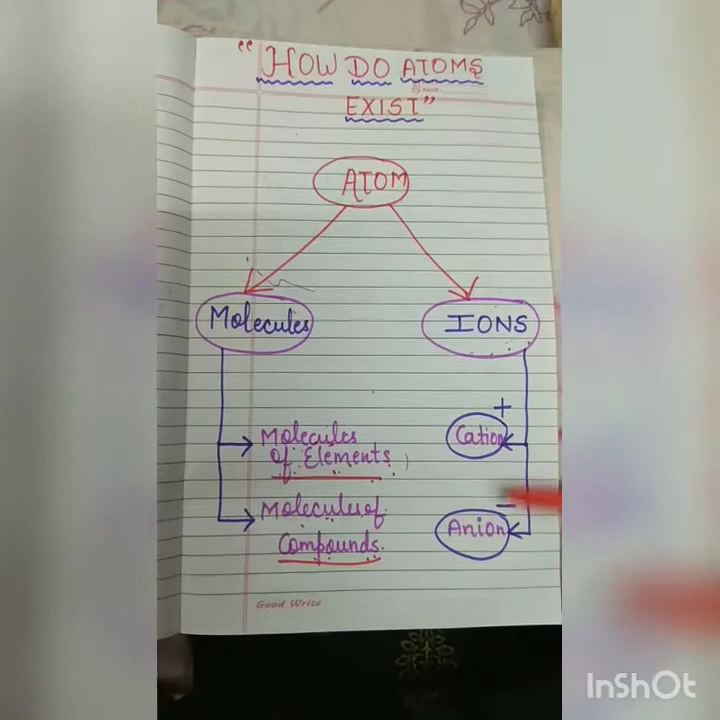 "HOW DO ATOMS
EXIST"
ATOM
Molecules
IONS
+
Cation
Molecules
of Elements
-
Molecules of
Compounds.
Anion
Good Write
InShOt